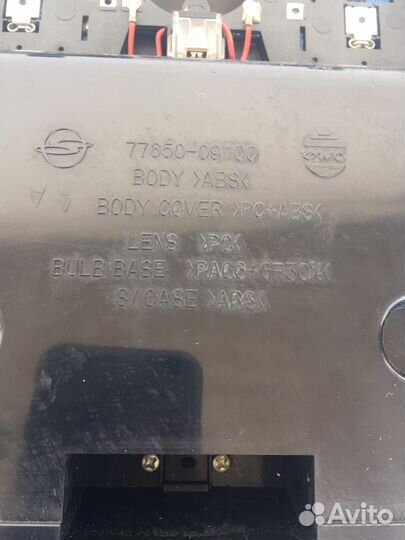 77650-09100
BODY >ABS<
A A BODY COVER >PC+ABS<
LENS >PC<
BULB BASE >PA66+GF30%<
S/CASE >ABS<
Avito